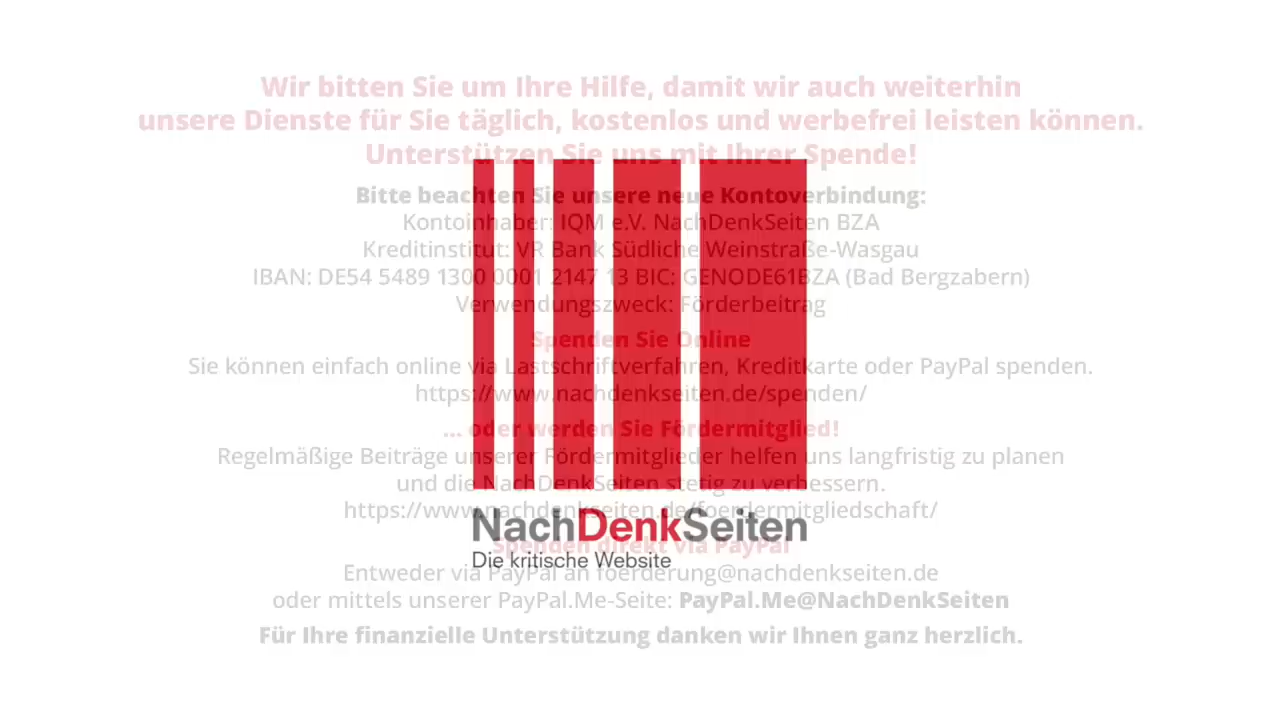 Wir bitten Sie um Ihre Hilfe, damit wir auch weiterhin
unsere Dienste für Sie täglich, kostenlos und werbefrei leisten können.
Unterstützen Sie uns mit Ihrer Spende!
Bitte beachten Sie unsere neue Kontoverbindung:
Kontoinhaber: IQM e.V. NachDenkSeiten BZA
Kreditinstitut: VR Bank Südliche Weinstraße-Wasgau
IBAN: DE54 5489 1300 0001 2147 13 BIC: GENODE61BZA (Bad Bergzabern)
Verwendungszweck: Förderbeitrag
Spenden Sie Online
Sie können einfach online via Lastschriftverfahren, Kreditkarte oder PayPal spenden.
https://www.nachdenkseiten.de/spenden/
... oder werden Sie Fördermitglied!
Regelmäßige Beiträge unserer Fördermitglieder helfen uns langfristig zu planen
und die NachDenkSeiten stetig zu verbessern.
https://www.nachdenkseiten.de/foerdermitgliedschaft/
NachDenkSeiten
Spenden direkt via PayPal
Die kritische Website
Entweder via PayPal an foerderung@nachdenkseiten.de
oder mittels unserer PayPal.Me-Seite: PayPal.Me@NachDenkSeiten
Für Ihre finanzielle Unterstützung danken wir Ihnen ganz herzlich.